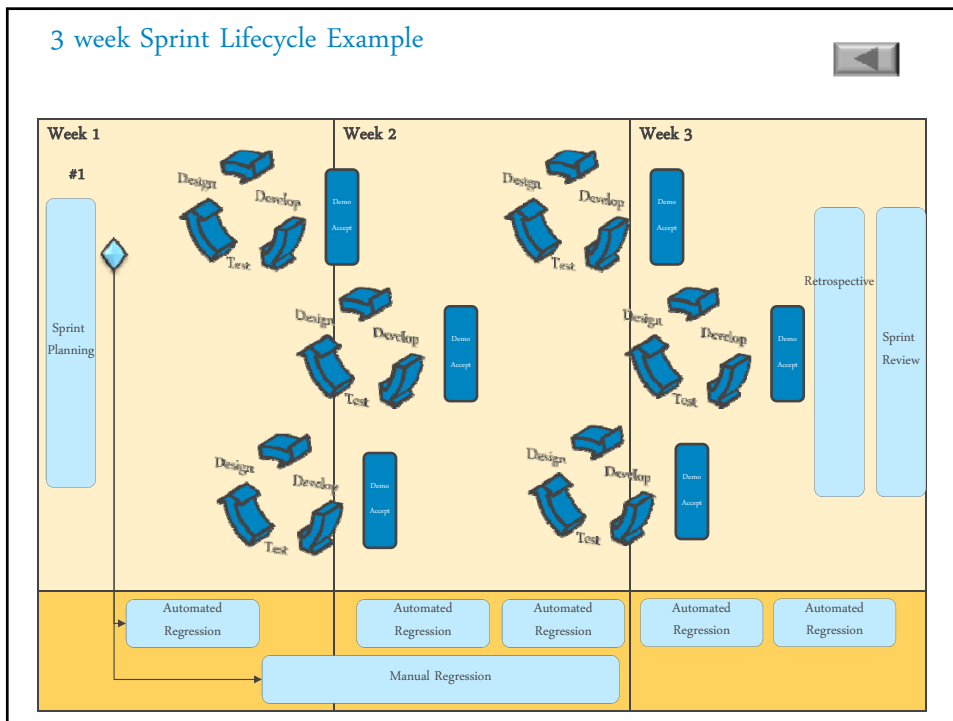 3 week Sprint Lifecycle Example
Week 1
Week 2
Week 3
#1
Sprint
Planning
Design
Develop
Test
Demo
Accept
Design
Develop
Test
Demo
Accept
Design
Develop
Test
Demo
Accept
Design
Develop
Test
Demo
Accept
Design
Develop
Test
Demo
Accept
Design
Develop
Test
Demo
Accept
Retrospective
Sprint
Review
Automated
Regression
Automated
Regression
Automated
Regression
Automated
Regression
Automated
Regression
Manual Regression